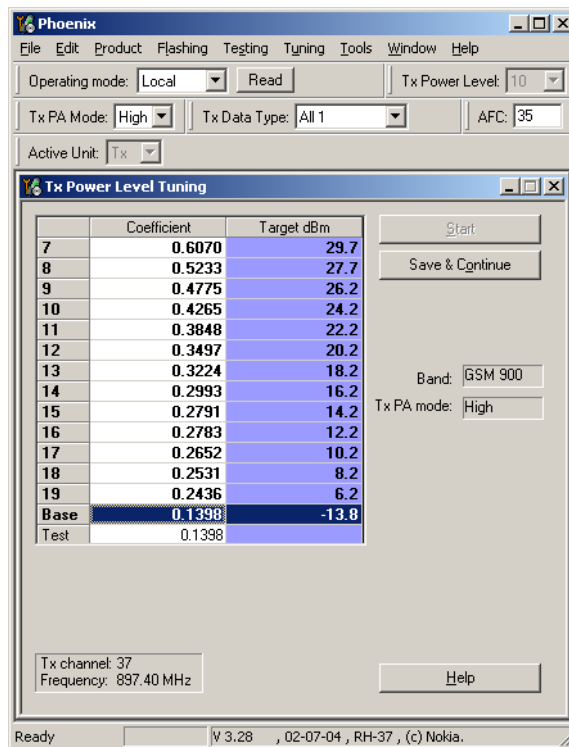 Phoenix
File Edit Product Flashing Testing Tuning Tools Window Help
Operating mode: Local Read Tx Power Level: 10
Tx PA Mode: High Tx Data Type: All 1 AFC: 35
Active Unit: Tx
Tx Power Level Tuning
Coefficient Target dBm
7 0.6070 29.7
8 0.5233 27.7
9 0.4775 26.2
10 0.4265 24.2
11 0.3848 22.2
12 0.3497 20.2
13 0.3224 18.2
14 0.2993 16.2
15 0.2791 14.2
16 0.2783 12.2
17 0.2652 10.2
18 0.2531 8.2
19 0.2436 6.2
Base 0.1398 -13.8
Test 0.1398
Start
Save & Continue
Band: GSM 900
Tx PA mode: High
Tx channel: 37
Frequency: 897.40 MHz
Help
Ready V 3.28 , 02-07-04 , RH-37 , (c) Nokia.